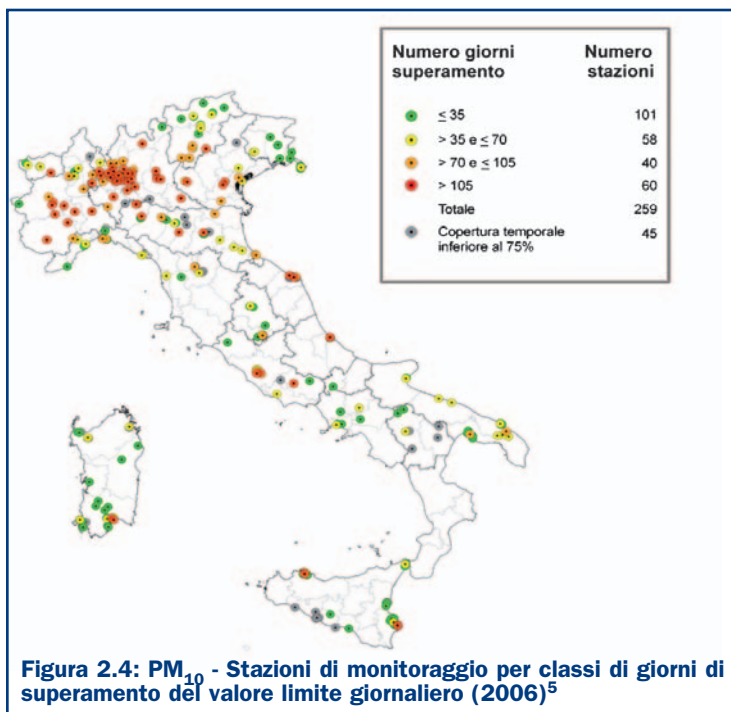 Numero giorni superamento Numero stazioni
≤ 35 101
> 35 e ≤ 70 58
> 70 e ≤ 105 40
> 105 60
Totale 259
Copertura temporale inferiore al 75% 45
Figura 2.4: PM10 - Stazioni di monitoraggio per classi di giorni di
superamento del valore limite giornaliero (2006)5